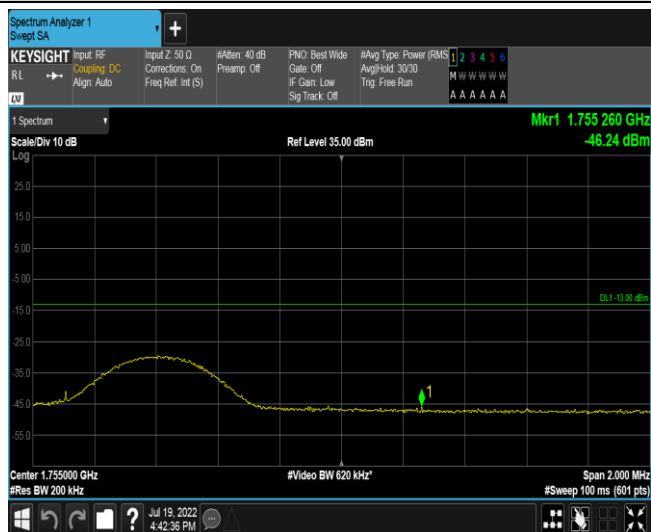 Spectrum Analyzer 1
Swept SA
+
KEYSIGHT
RL
LXI
Input: RF
Coupling: DC
Align: Auto
Input Z: 50 Ω
Corrections: On
Freq Ref: Int (S)
#Atten: 40 dB
Preamp: Off
PNO: Best Wide
Gate: Off
IF Gain: Low
Sig Track: Off
#Avg Type: Power (RMS
Avg|Hold: 30/30
Trig: Free Run
1 2 3 4 5 6
M W W W W W
A A A A A A
1 Spectrum
Mkr1 1.755 260 GHz
-46.24 dBm
Scale/Div 10 dB
Ref Level 35.00 dBm
Log
25.0
15.0
5.00
-5.00
DL1 -13.00 dBm
-15.0
-25.0
-35.0
1
-45.0
-55.0
Center 1.755000 GHz
#Video BW 620 kHz*
Span 2.000 MHz
#Res BW 200 kHz
#Sweep 100 ms (601 pts)
?
Jul 19, 2022
4:42:36 PM